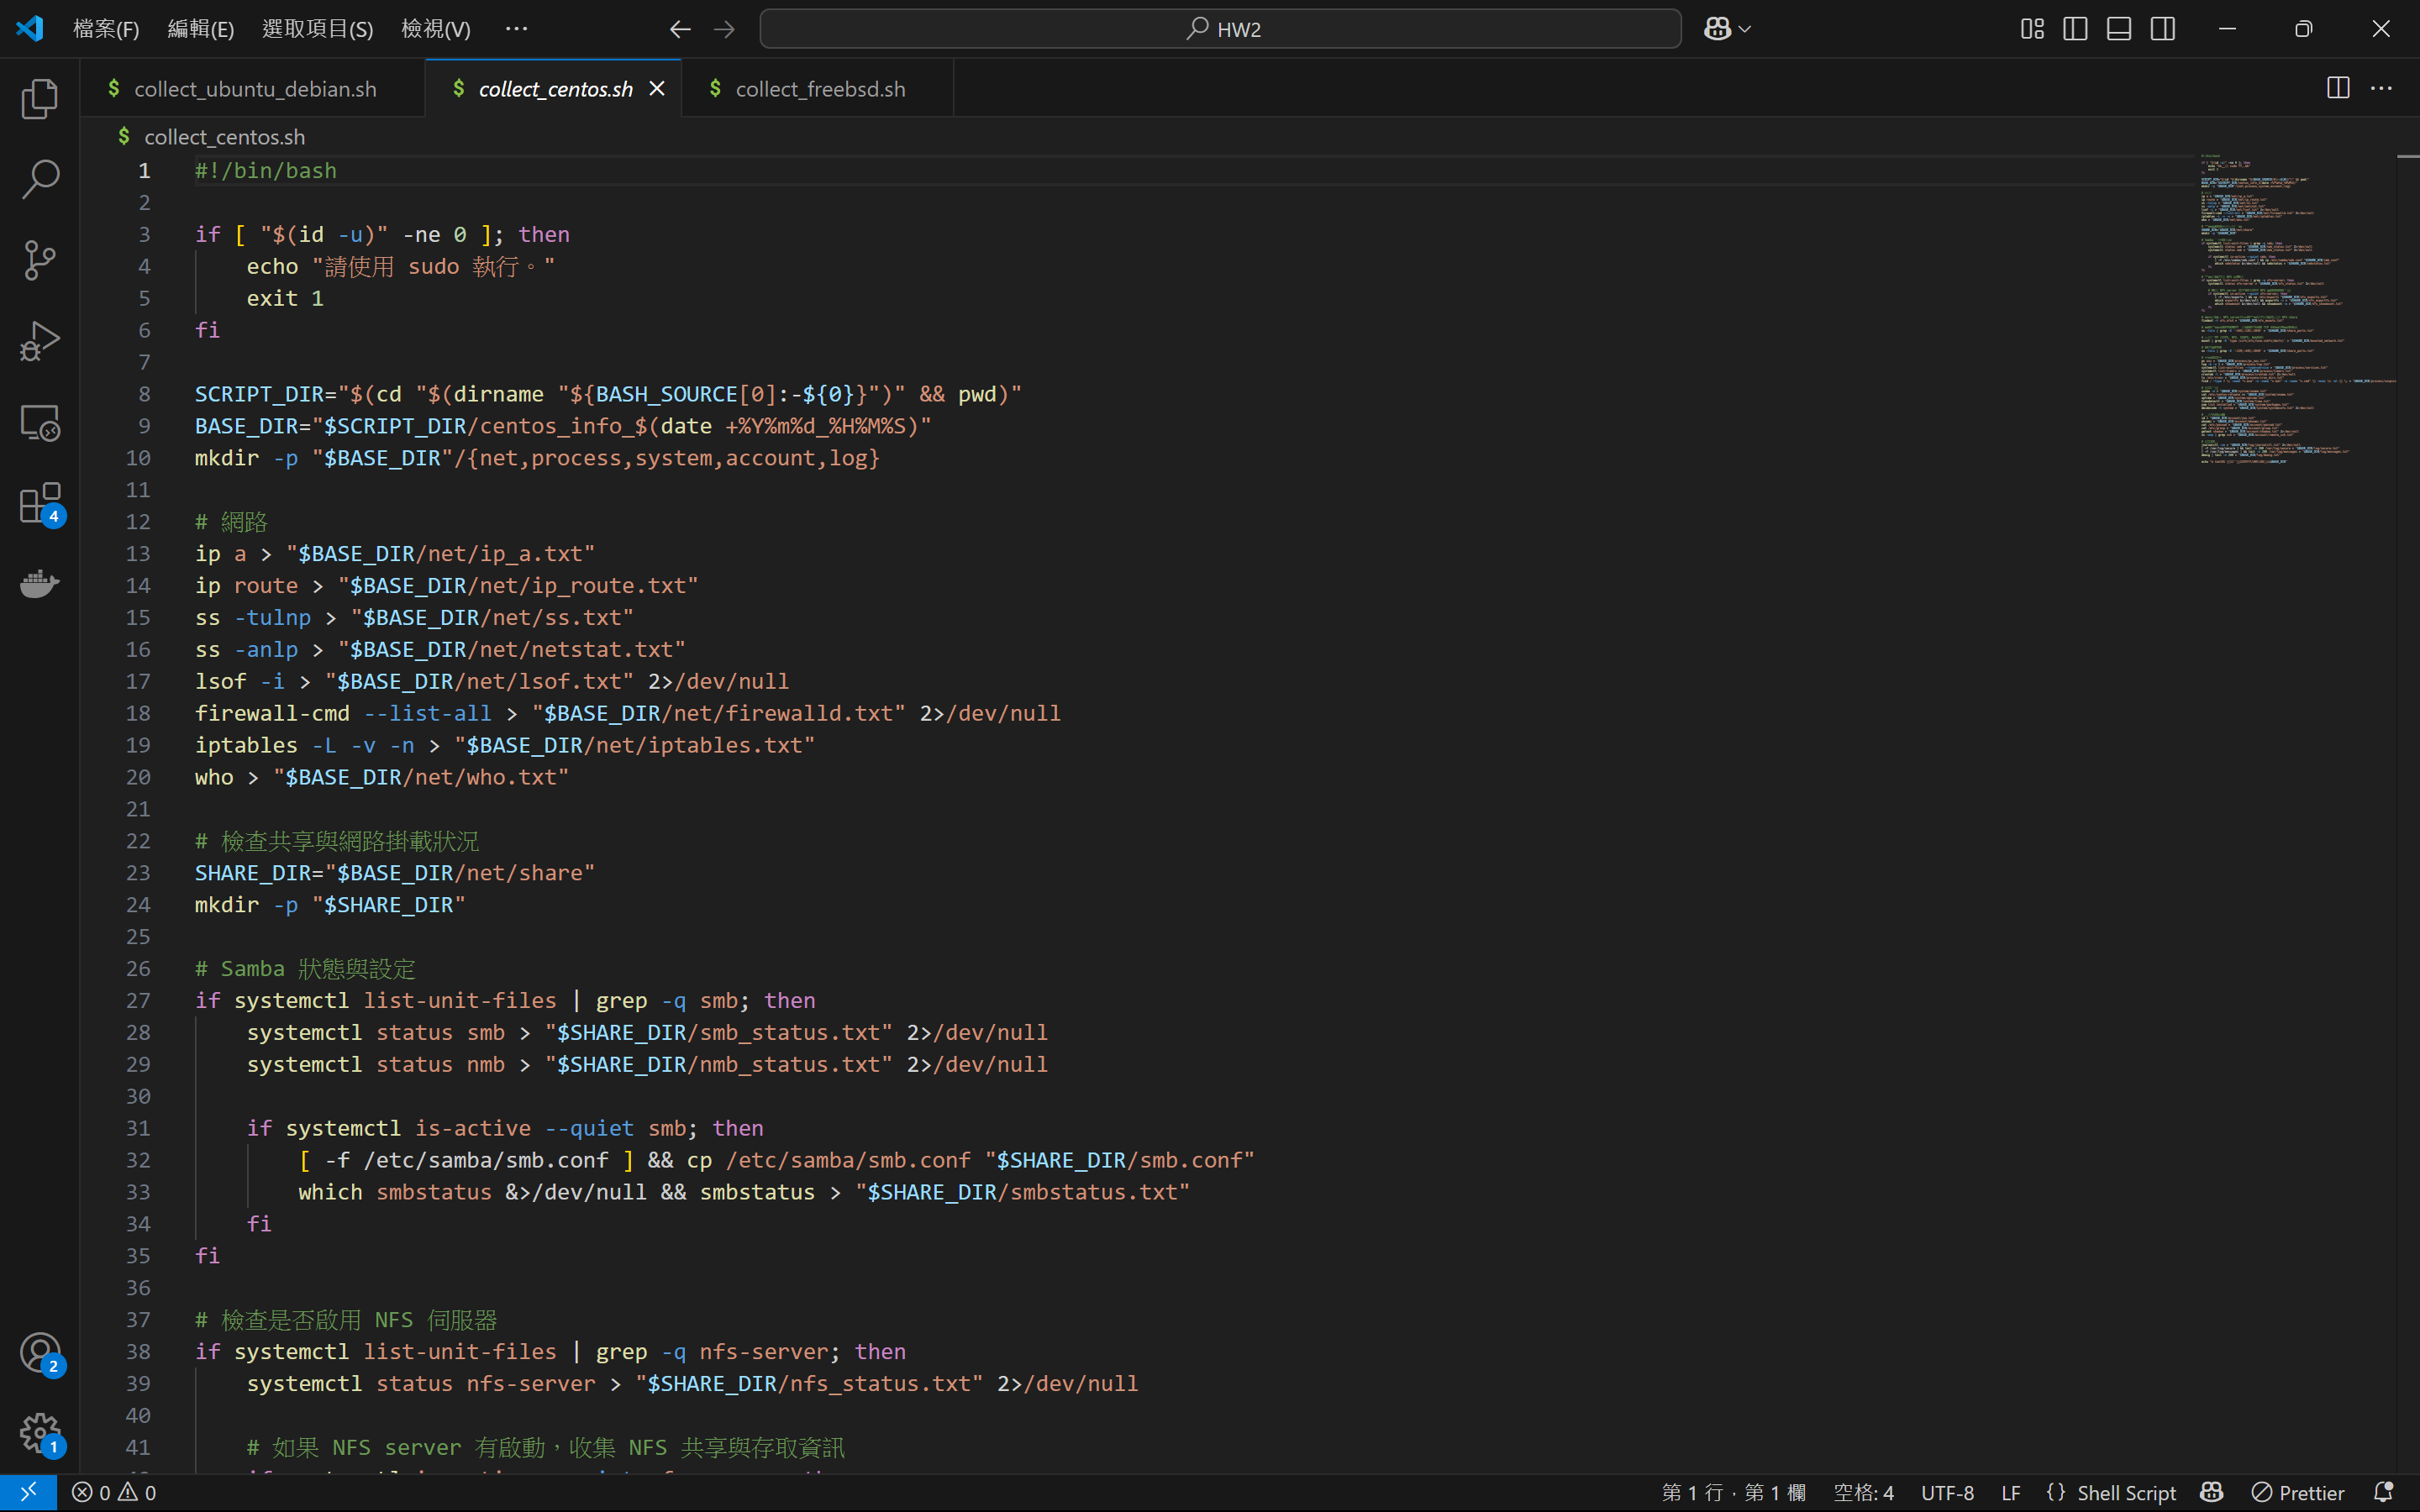 檔案(F) 編輯(E) 選取項目(S) 檢視(V) ··· HW2
collect_ubuntu_debian.sh collect_centos.sh collect_freebsd.sh
collect_centos.sh
1 #!/bin/bash
2
3 if [ "$(id -u)" -ne 0 ]; then
4 echo "請使用 sudo 執行。"
5 exit 1
6 fi
7
8 SCRIPT_DIR="$(cd "$(dirname "${BASH_SOURCE[0]:-${0}}")" && pwd)"
9 BASE_DIR="$SCRIPT_DIR/centos_info_$(date +%Y%m%d_%H%M%S)"
10 mkdir -p "$BASE_DIR"/{net,process,system,account,log}
11
12 # 網路
13 ip a > "$BASE_DIR/net/ip_a.txt"
14 ip route > "$BASE_DIR/net/ip_route.txt"
15 ss -tulnp > "$BASE_DIR/net/ss.txt"
16 ss -anlp > "$BASE_DIR/net/netstat.txt"
17 lsof -i > "$BASE_DIR/net/lsof.txt" 2>/dev/null
18 firewall-cmd --list-all > "$BASE_DIR/net/firewalld.txt" 2>/dev/null
19 iptables -L -v -n > "$BASE_DIR/net/iptables.txt"
20 who > "$BASE_DIR/net/who.txt"
21
22 # 檢查共享與網路掛載狀況
23 SHARE_DIR="$BASE_DIR/net/share"
24 mkdir -p "$SHARE_DIR"
25
26 # Samba 狀態與設定
27 if systemctl list-unit-files | grep -q smb; then
28 systemctl status smb > "$SHARE_DIR/smb_status.txt" 2>/dev/null
29 systemctl status nmb > "$SHARE_DIR/nmb_status.txt" 2>/dev/null
30
31 if systemctl is-active --quiet smb; then
32 [ -f /etc/samba/smb.conf ] && cp /etc/samba/smb.conf "$SHARE_DIR/smb.conf"
33 which smbstatus &>/dev/null && smbstatus > "$SHARE_DIR/smbstatus.txt"
34 fi
35 fi
36
37 # 檢查是否啟用 NFS 伺服器
38 if systemctl list-unit-files | grep -q nfs-server; then
39 systemctl status nfs-server > "$SHARE_DIR/nfs_status.txt" 2>/dev/null
40
41 # 如果 NFS server 有啟動，收集 NFS 共享與存取資訊
4
2
1
0 0 第 1 行，第 1 欄 空格: 4 UTF-8 LF {} Shell Script Prettier